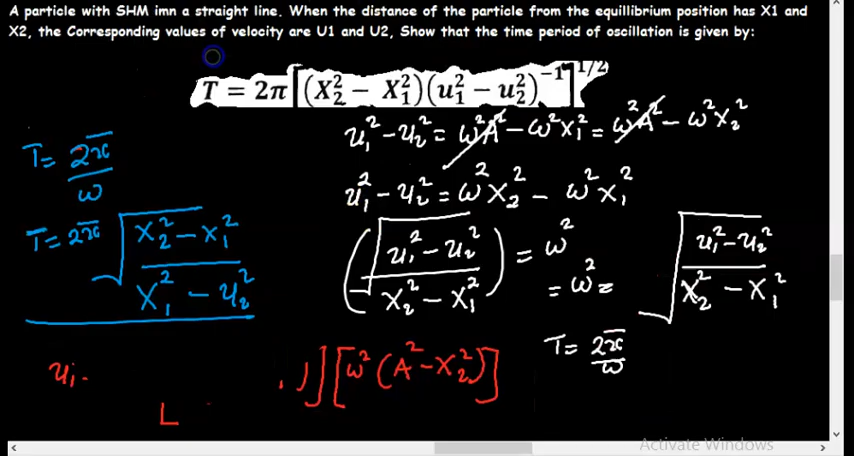 A particle with SHM imn a straight line. When the distance of the particle from the equillibrium position has X1 and
X2, the Corresponding values of velocity are U1 and U2, Show that the time period of oscillation is given by:
T = 2π[(X₂² − X₁²)(u₁² − u₂²)⁻¹]^1/2
u₁² − u₂² = ω²A² − ω²x₁² = ω²A² − ω²x₂²
T = 2π/ω
u₁² − u₂² = ω²x₂² − ω²x₁²
T = 2π √((x₂² − x₁²)/(x₁² − u₂²))
(√((u₁² − u₂²)/(x₂² − x₁²))) = ω²
= ω² = √((u₁² − u₂²)/(x₂² − x₁²))
T = 2π/ω
u₁.
. )] [ω²(A² − x₂²)]
Activate Windows